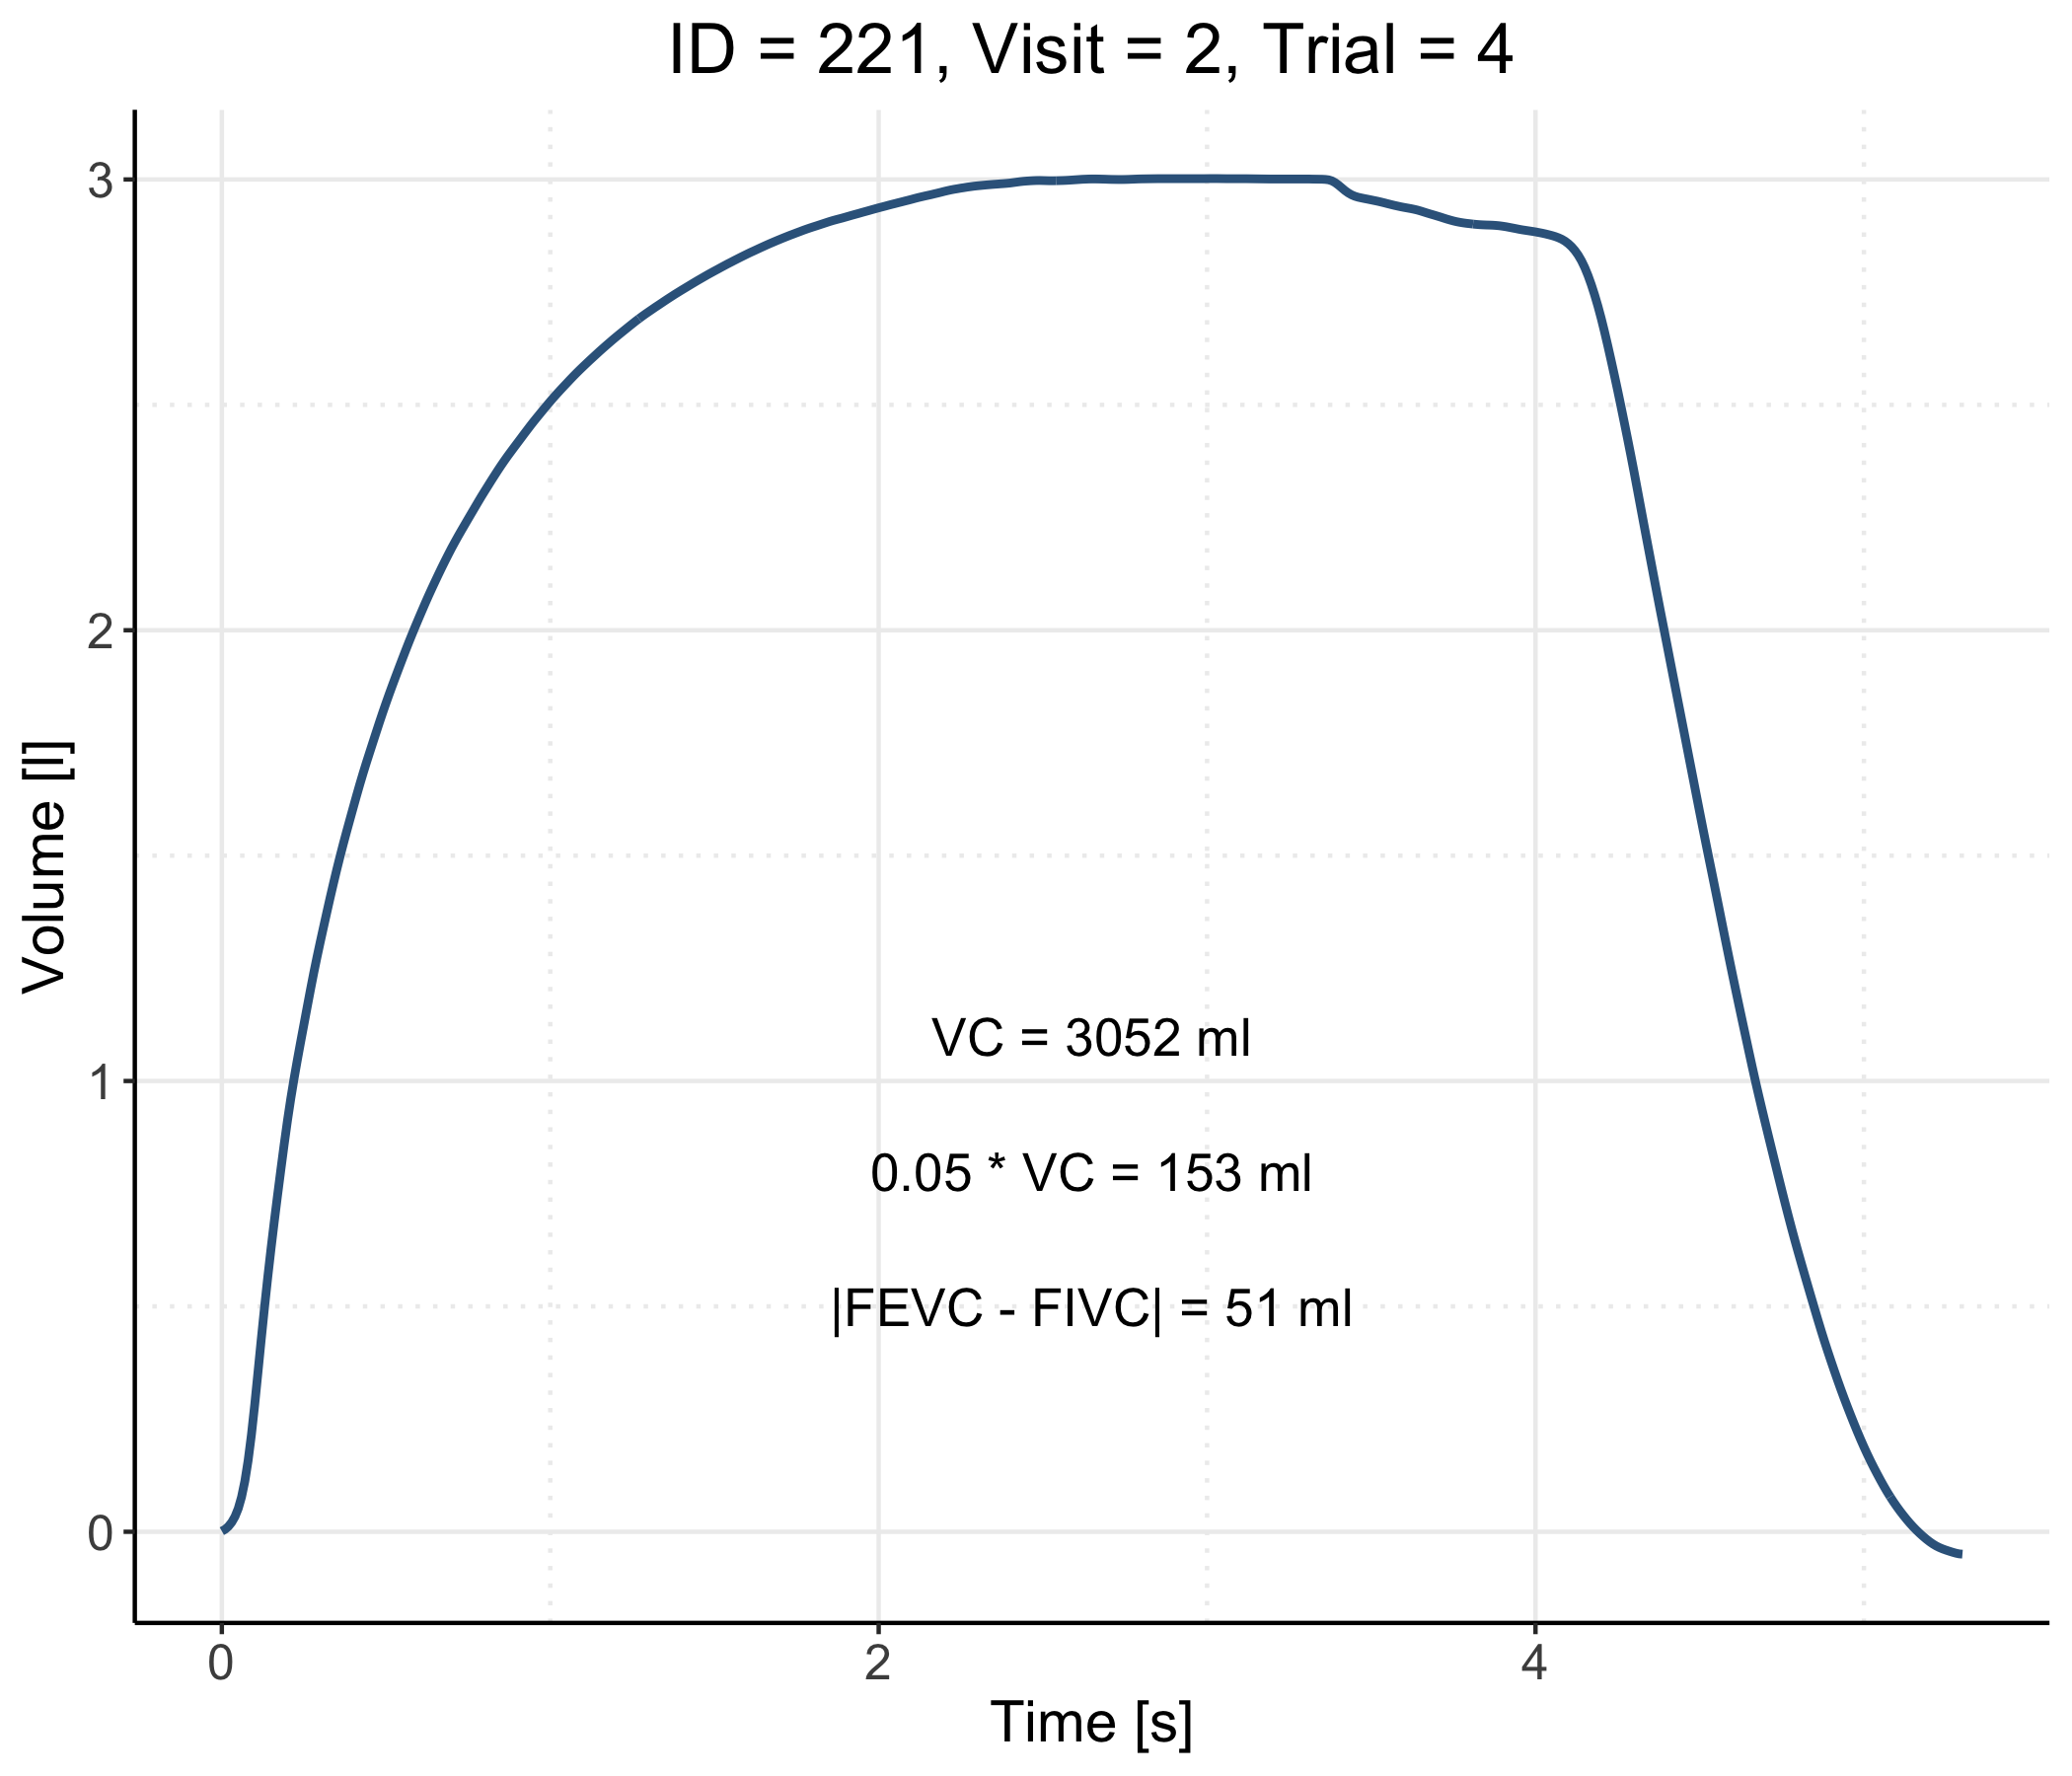 ID = 221, Visit = 2, Trial = 4
3
2
1
0
Volume [l]
VC = 3052 ml
0.05 * VC = 153 ml
|FEVC - FIVC| = 51 ml
0 2 4
Time [s]